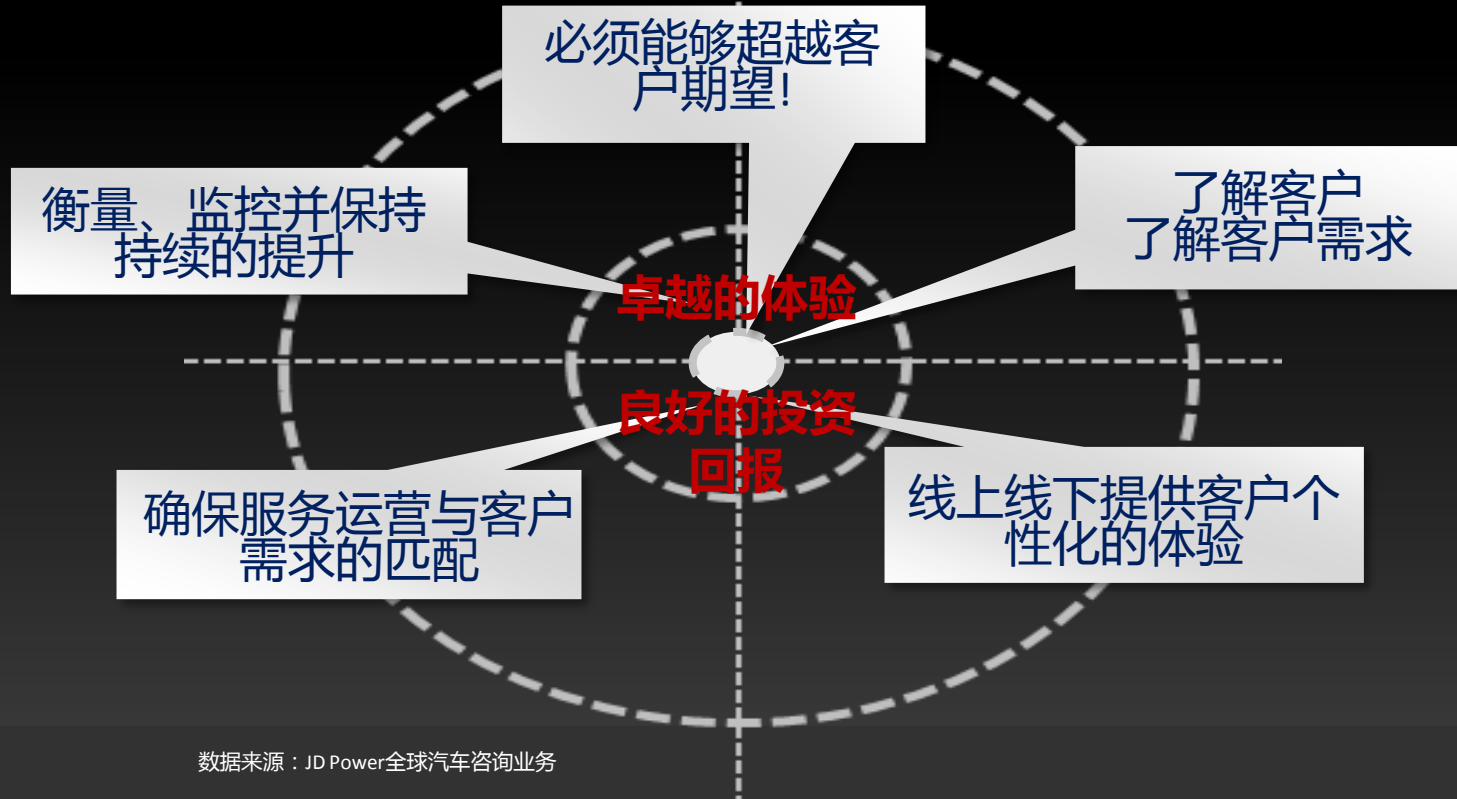 必须能够超越客
户期望!
衡量、监控并保持
持续的提升
了解客户
了解客户需求
卓越的体验
良好的投资
回报
确保服务运营与客户
需求的匹配
线上线下提供客户个
性化的体验
数据来源：JD Power全球汽车咨询业务